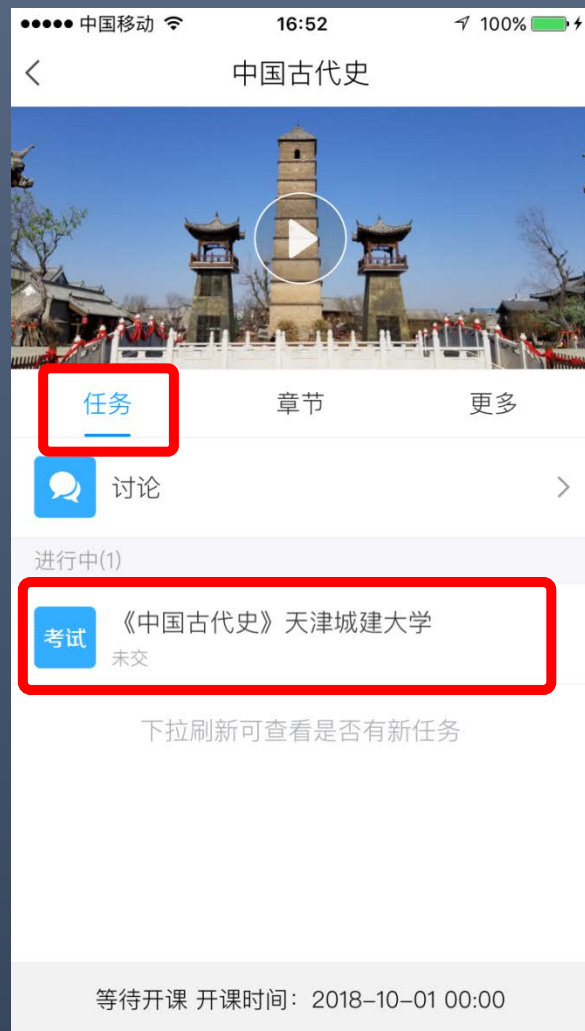 中国移动 16:52 100%
中国古代史
任务 章节 更多
讨论
进行中(1)
考试 《中国古代史》天津城建大学
未交
下拉刷新可查看是否有新任务
等待开课 开课时间：2018-10-01 00:00